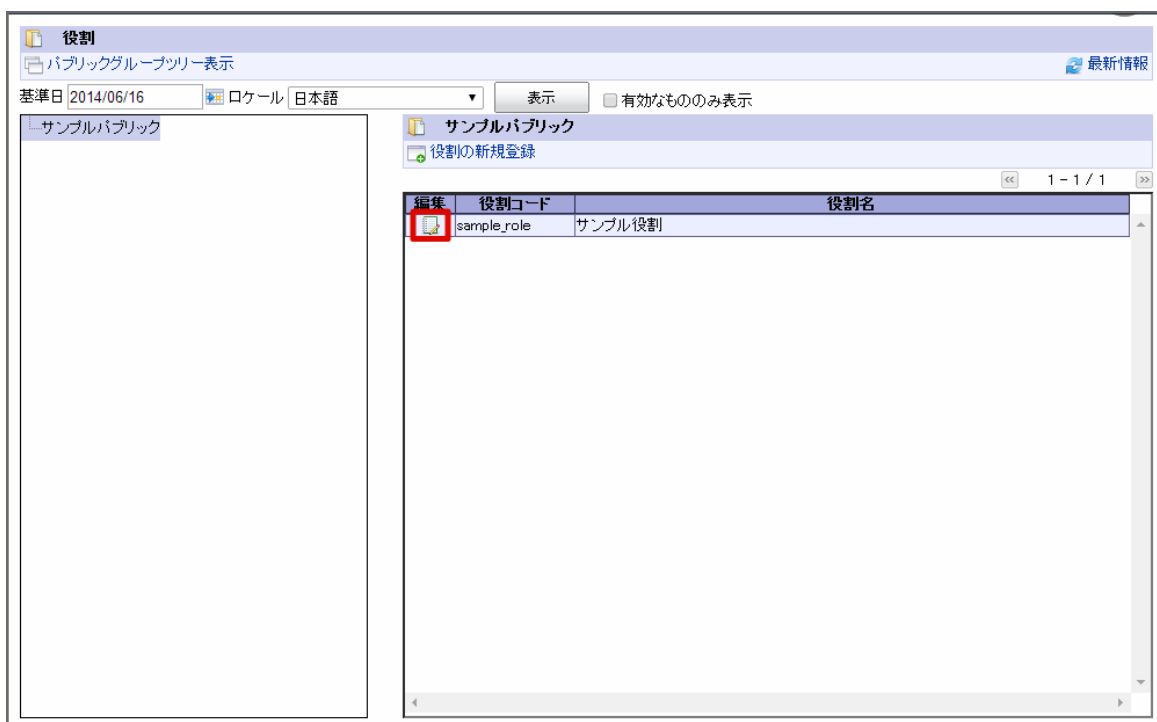 役割
パブリックグループツリー表示 最新情報
基準日 2014/06/16 ロケール 日本語 表示 有効なもののみ表示
サンプルパブリック
サンプルパブリック
役割の新規登録
1 - 1 / 1
編集 役割コード 役割名
sample_role サンプル役割